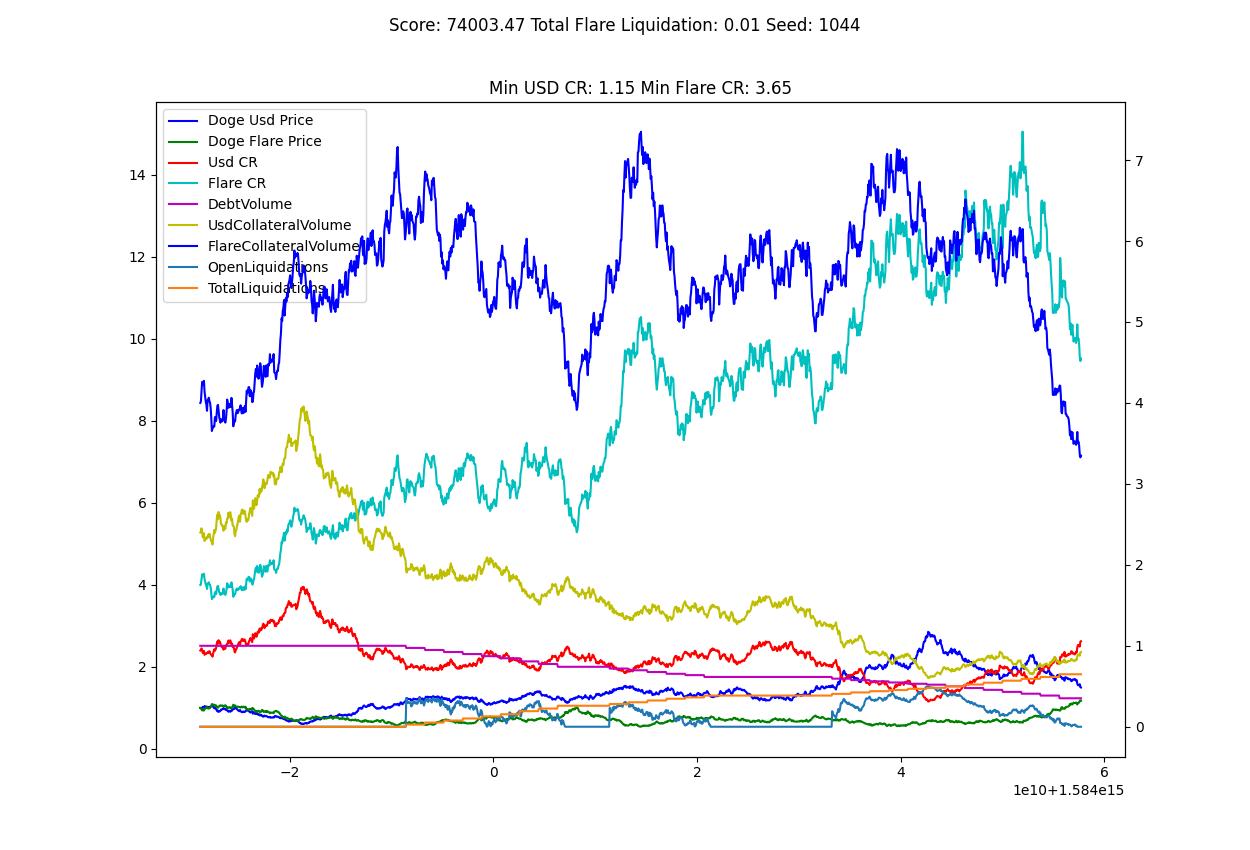 Score: 74003.47 Total Flare Liquidation: 0.01 Seed: 1044
Min USD CR: 1.15 Min Flare CR: 3.65
Doge Usd Price
Doge Flare Price
Usd CR
Flare CR
DebtVolume
UsdCollateralVolume
FlareCollateralVolume
OpenLiquidations
TotalLiquidations
14
12
10
8
6
4
2
0
7
6
5
4
3
2
1
0
−2
0
2
4
6
1e10+1.584e15